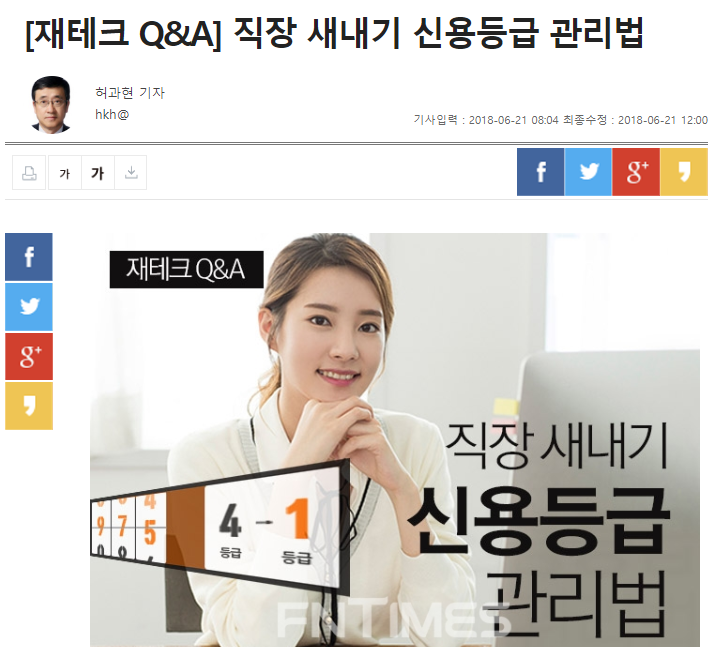 [재테크 Q&A] 직장 새내기 신용등급 관리법
허과현 기자
hkh@
기사입력 : 2018-06-21 08:04 최종수정 : 2018-06-21 12:00
가 가
f g+
f
g+
재테크 Q&A
직장 새내기
신용등급
관리법
9 7 5
4 - 1
등급 등급
FNTIMES